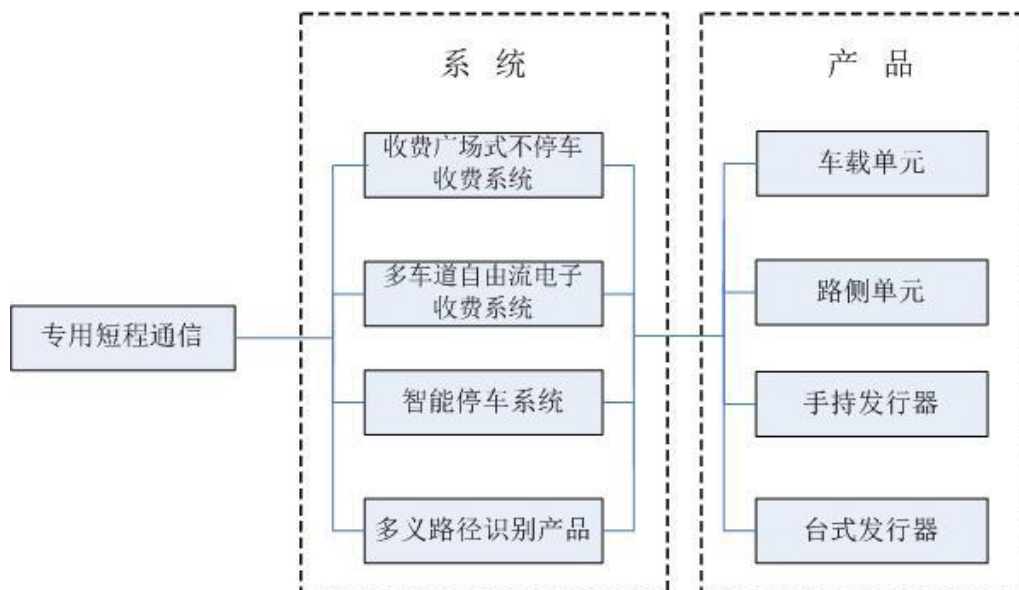 系 统
产 品
收费广场式不停车
收费系统
车载单元
多车道自由流电子
收费系统
路侧单元
专用短程通信
智能停车系统
手持发行器
多义路径识别产品
台式发行器